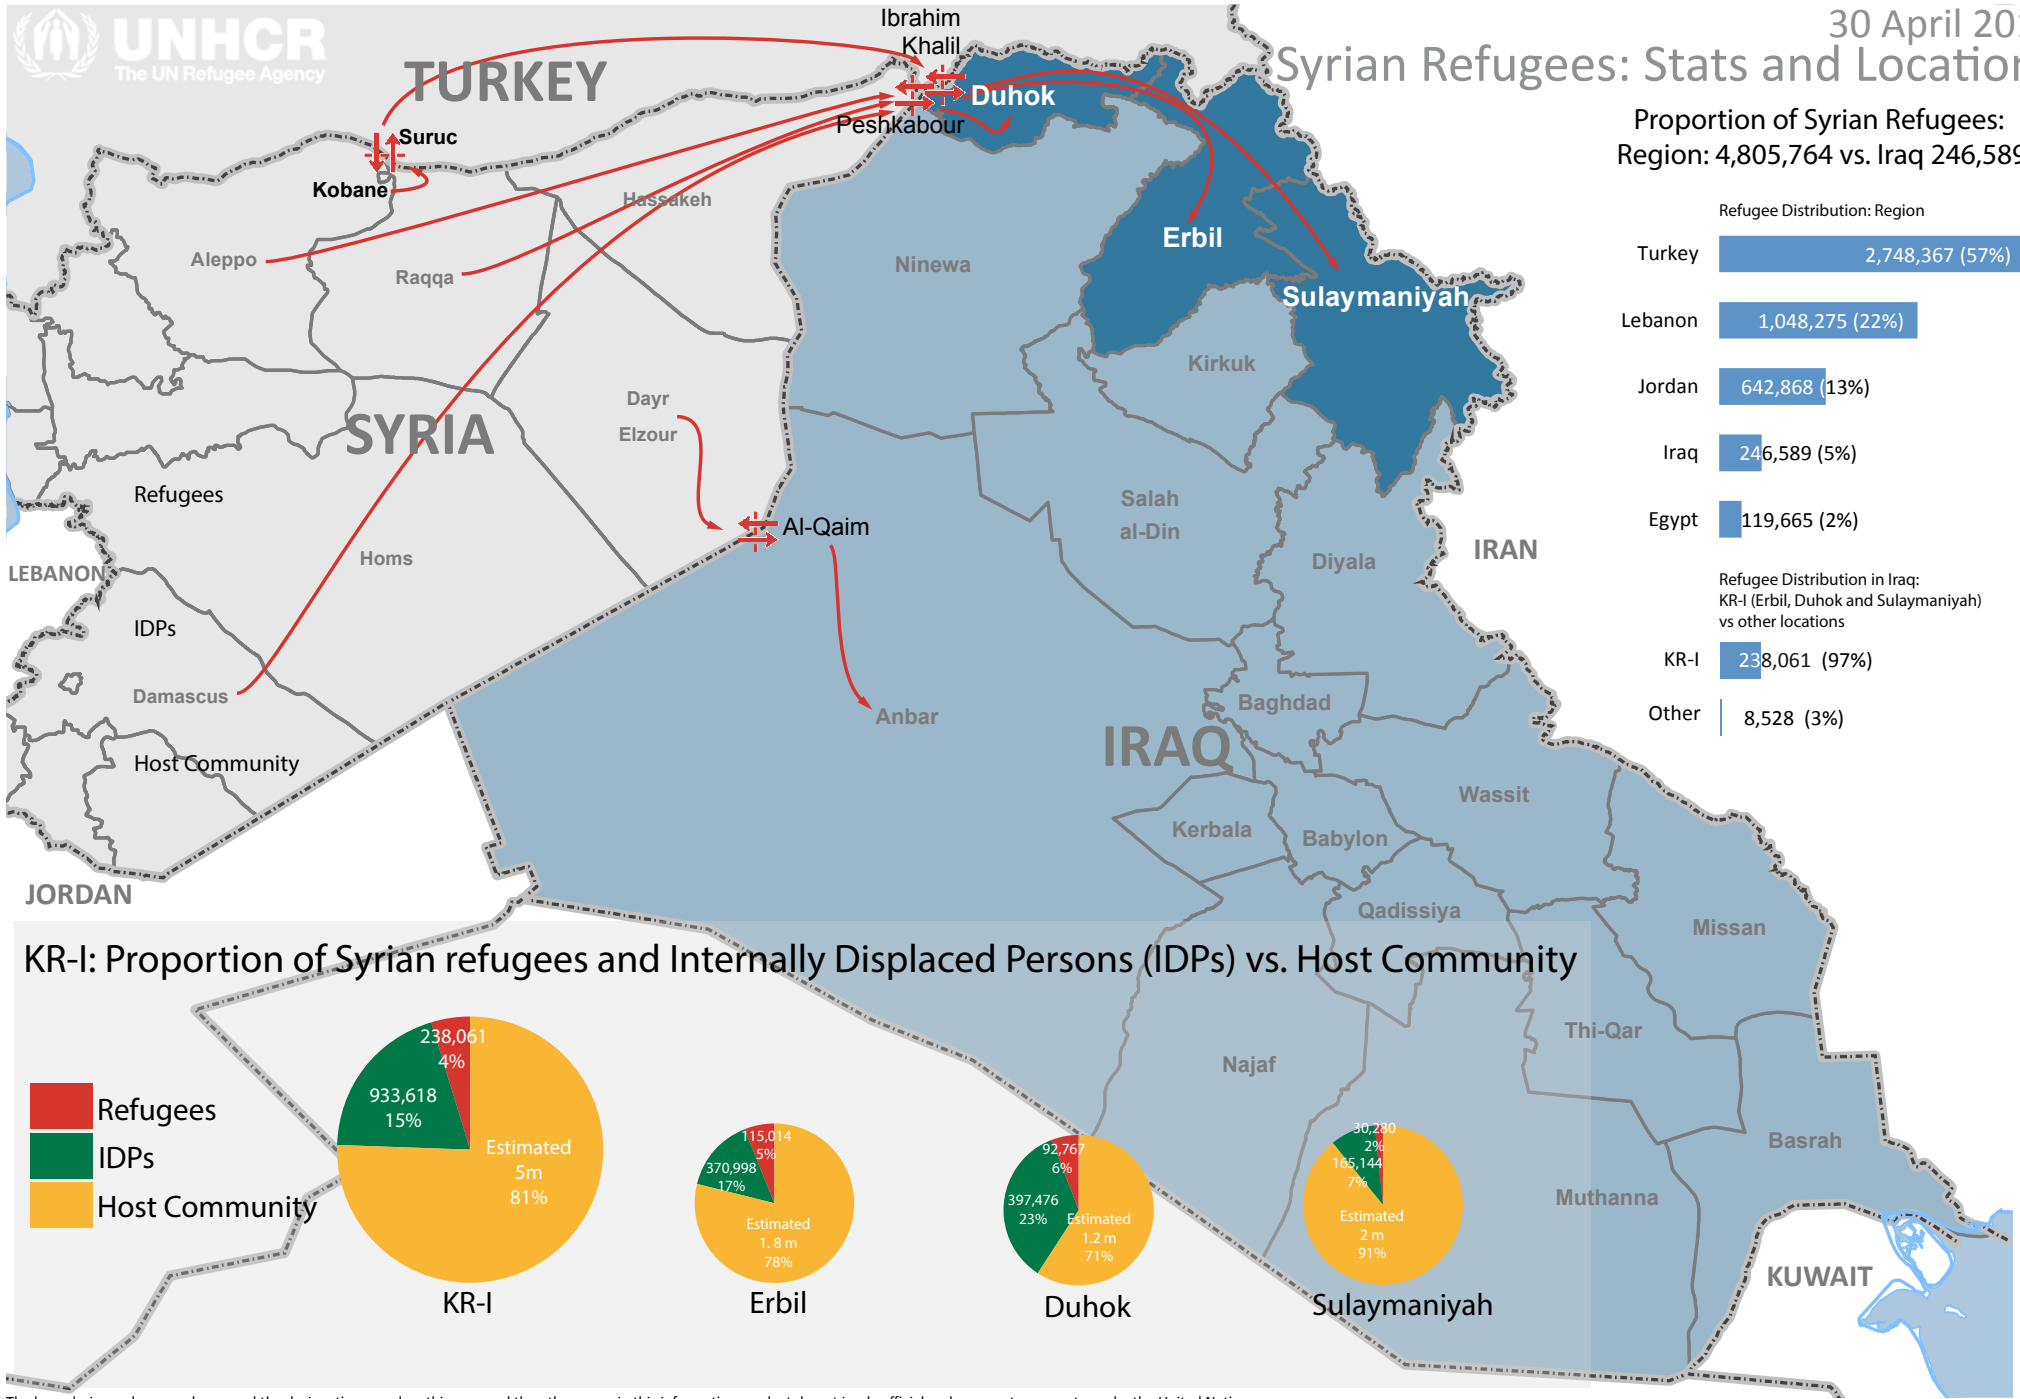 UNHCR
The UN Refugee Agency
30 April
Syrian Refugees: Stats and
Proportion of Syrian Refugees:
Region: 4,805,764 vs. Iraq 246,589
Refugee Distribution: Region
Turkey 2,748,367 (57%)
Lebanon 1,048,275 (22%)
Jordan 642,868 (13%)
Iraq 246,589 (5%)
Egypt 119,665 (2%)
Refugee Distribution in Iraq:
KR-I (Erbil, Duhok and Sulaymaniyah)
vs other locations
KR-I 238,061 (97%)
Other 8,528 (3%)
TURKEY
Ibrahim
Khalil
Peshkabour
Duhok
Suruc
Kobane
Hassakeh
Aleppo
Raqqa
Ninewa
Erbil
Sulaymaniyah
Kirkuk
Dayr
Elzour
SYRIA
Refugees
Al-Qaim
Salah
al-Din
Diyala
IRAN
Homs
LEBANON
IDPs
Damascus
Host Community
Anbar
Baghdad
IRAQ
Wassit
Kerbala
Babylon
JORDAN
Qadissiya
Missan
Thi-Qar
Najaf
Basrah
Muthanna
KUWAIT
KR-I: Proportion of Syrian refugees and Internally Displaced Persons (IDPs) vs. Host Community
Refugees
IDPs
Host Community
238,061
4%
933,618
15%
Estimated
5m
81%
KR-I
115,014
5%
370,998
17%
Estimated
1. 8 m
78%
Erbil
92,767
6%
397,476
23%
Estimated
1.2 m
71%
Duhok
30,280
2%
165,144
7%
Estimated
2 m
91%
Sulaymaniyah